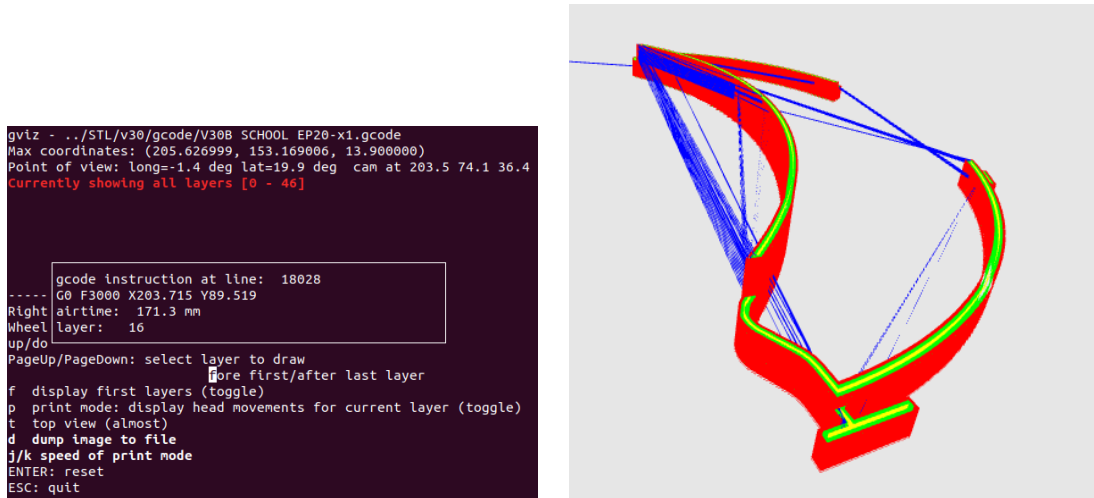 gviz - ../STL/v30/gcode/V30B SCHOOL EP20-x1.gcode
Max coordinates: (205.626999, 153.169006, 13.900000)
Point of view: long=-1.4 deg lat=19.9 deg  cam at 203.5 74.1 36.4
Currently showing all layers [0 - 46]
gcode instruction at line:  18028
----- G0 F3000 X203.715 Y89.519
Right airtime:  171.3 mm
Wheel layer:   16
up/do
PageUp/PageDown: select layer to draw
fore first/after last layer
f  display first layers (toggle)
p  print mode: display head movements for current layer (toggle)
t  top view (almost)
d  dump image to file
j/k speed of print mode
ENTER: reset
ESC: quit